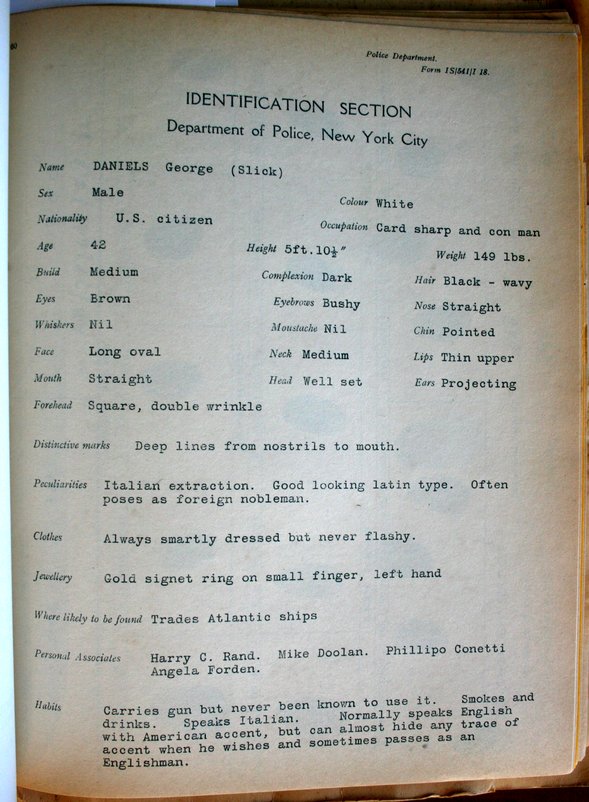 Police Department.
Form IS/541/I 18.
IDENTIFICATION SECTION
Department of Police, New York City
Name DANIELS George (Slick)
Sex Male Colour White
Nationality U.S. citizen Occupation Card sharp and con man
Age 42 Height 5ft.10½" Weight 149 lbs.
Build Medium Complexion Dark Hair Black - wavy
Eyes Brown Eyebrows Bushy Nose Straight
Whiskers Nil Moustache Nil Chin Pointed
Face Long oval Neck Medium Lips Thin upper
Mouth Straight Head Well set Ears Projecting
Forehead Square, double wrinkle
Distinctive marks Deep lines from nostrils to mouth.
Peculiarities Italian extraction. Good looking latin type. Often
poses as foreign nobleman.
Clothes Always smartly dressed but never flashy.
Jewellery Gold signet ring on small finger, left hand
Where likely to be found Trades Atlantic ships
Personal Associates Harry C. Rand. Mike Doolan. Phillipo Conetti
Angela Forden.
Habits Carries gun but never been known to use it. Smokes and
drinks. Speaks Italian. Normally speaks English
with American accent, but can almost hide any trace of
accent when he wishes and sometimes passes as an
Englishman.